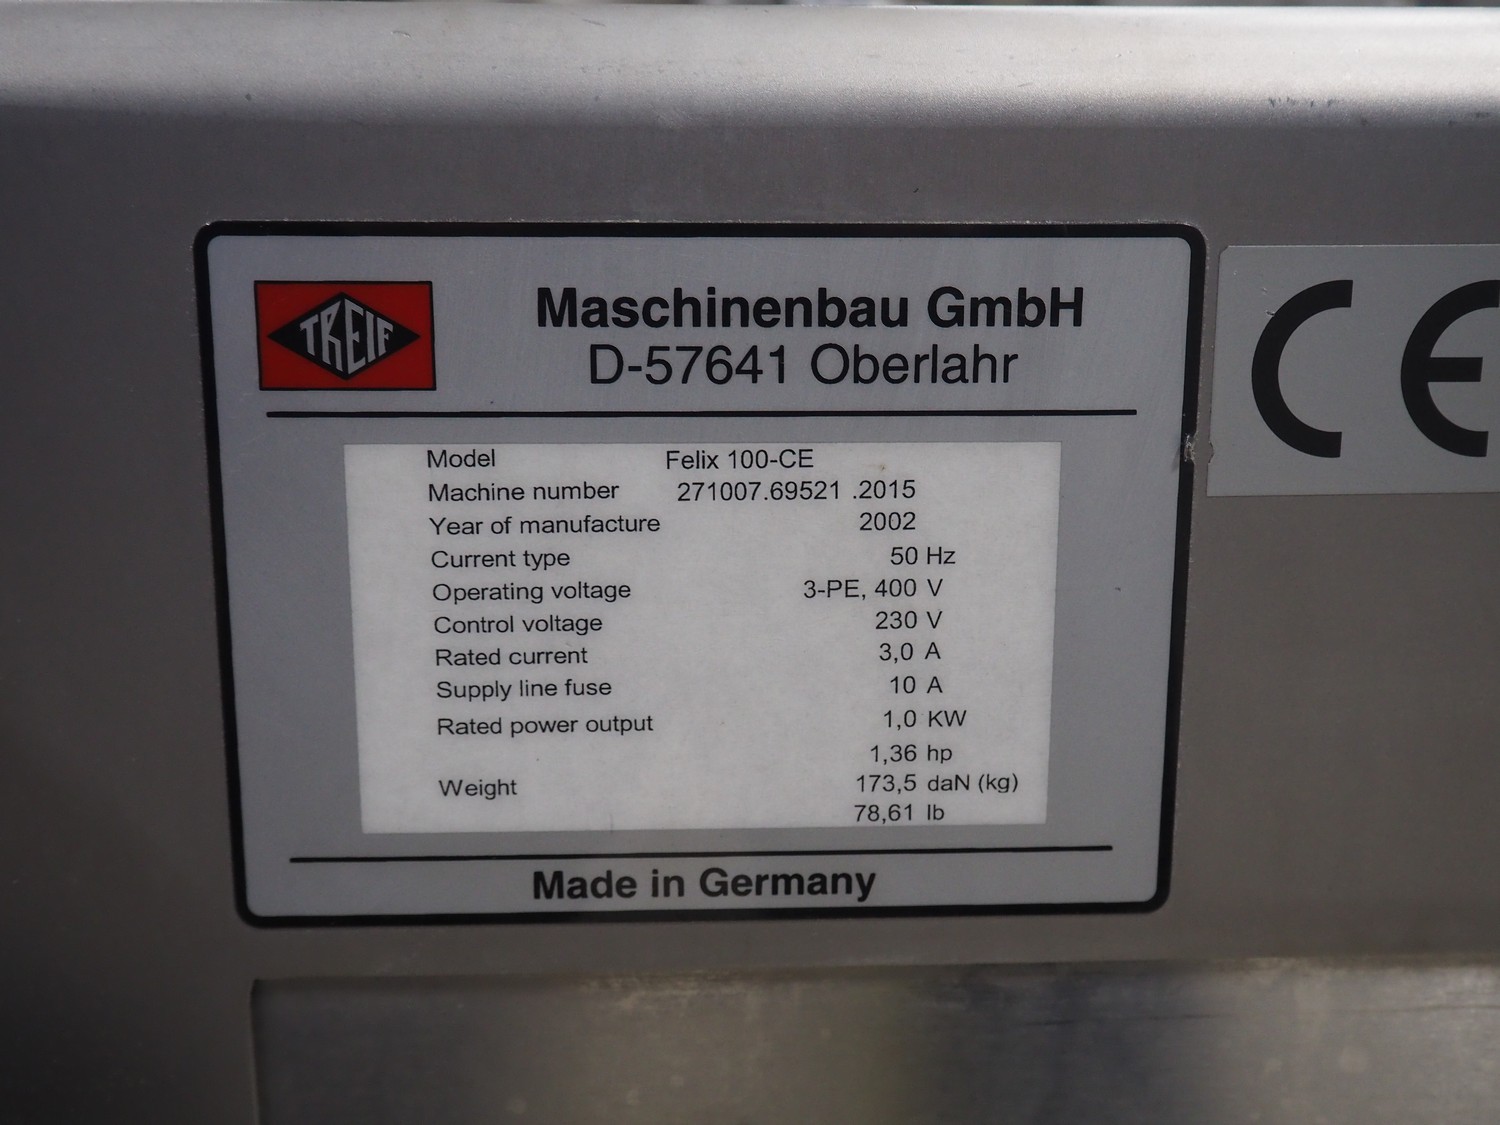 TREIF
Maschinenbau GmbH
D-57641 Oberlahr
CE
Model Felix 100-CE
Machine number 271007.69521 .2015
Year of manufacture 2002
Current type 50 Hz
Operating voltage 3-PE, 400 V
Control voltage 230 V
Rated current 3,0 A
Supply line fuse 10 A
Rated power output 1,0 KW
1,36 hp
Weight 173,5 daN (kg)
78,61 lb
Made in Germany